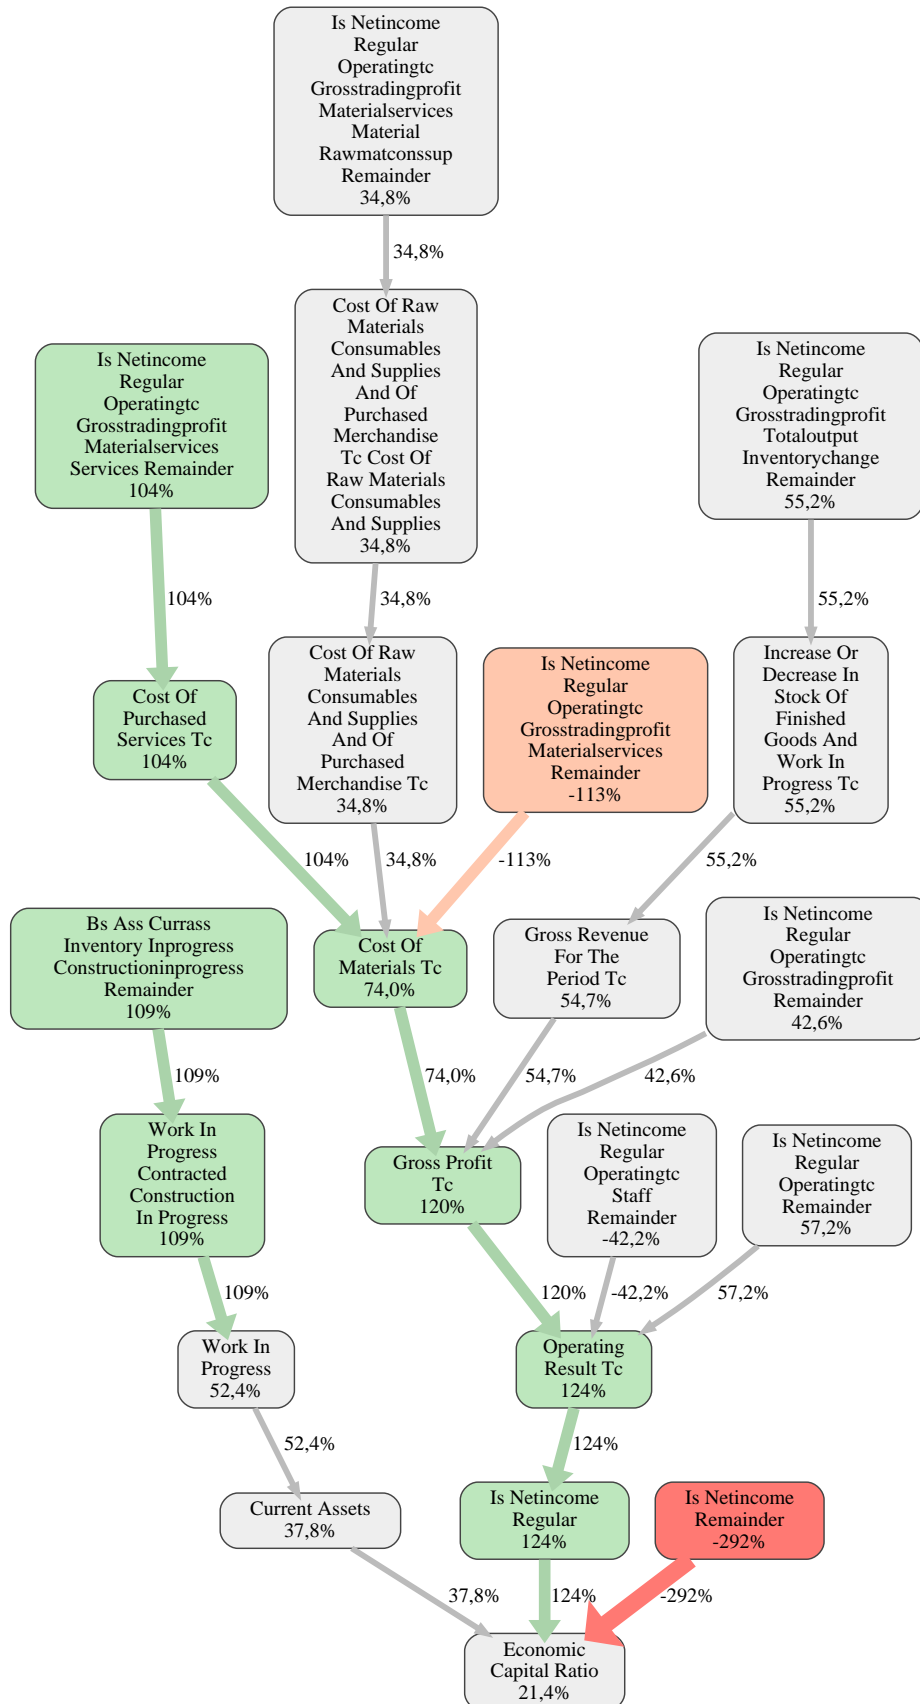 Is Netincome
Regular
Operatingtc
Grosstradingprofit
Materialservices
Material
Rawmatconssup
Remainder
34,8%
34,8%
Cost Of Raw
Materials
Consumables
And Supplies
And Of
Purchased
Merchandise
Tc Cost Of
Raw Materials
Consumables
And Supplies
34,8%
Is Netincome
Regular
Operatingtc
Grosstradingprofit
Materialservices
Services Remainder
104%
Is Netincome
Regular
Operatingtc
Grosstradingprofit
Totaloutput
Inventorychange
Remainder
55,2%
104%
34,8%
55,2%
Cost Of
Purchased
Services Tc
104%
Cost Of Raw
Materials
Consumables
And Supplies
And Of
Purchased
Merchandise Tc
34,8%
Is Netincome
Regular
Operatingtc
Grosstradingprofit
Materialservices
Remainder
-113%
Increase Or
Decrease In
Stock Of
Finished
Goods And
Work In
Progress Tc
55,2%
104%
34,8%
-113%
55,2%
Bs Ass Currass
Inventory Inprogress
Constructioninprogress
Remainder
109%
Cost Of
Materials Tc
74,0%
Gross Revenue
For The
Period Tc
54,7%
Is Netincome
Regular
Operatingtc
Grosstradingprofit
Remainder
42,6%
109%
74,0%
54,7%
42,6%
Work In
Progress
Contracted
Construction
In Progress
109%
Gross Profit
Tc
120%
Is Netincome
Regular
Operatingtc
Staff
Remainder
-42,2%
Is Netincome
Regular
Operatingtc
Remainder
57,2%
109%
120%
-42,2%
57,2%
Work In
Progress
52,4%
Operating
Result Tc
124%
52,4%
124%
Current Assets
37,8%
Is Netincome
Regular
124%
Is Netincome
Remainder
-292%
37,8%
124%
-292%
Economic
Capital Ratio
21,4%